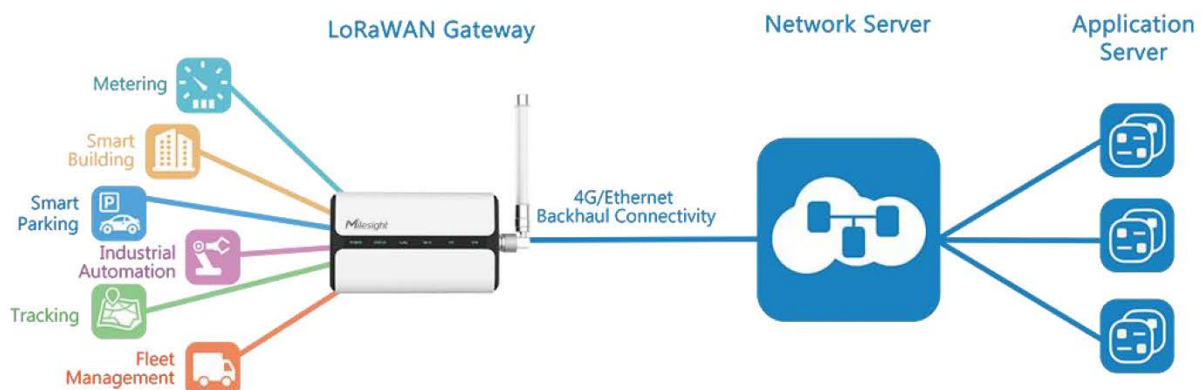 LoRaWAN Gateway
Network Server
Application
Server
Metering
Smart
Building
Smart
Parking
P
Industrial
Automation
Tracking
Fleet
Management
Milesight
4G/Ethernet
Backhaul Connectivity